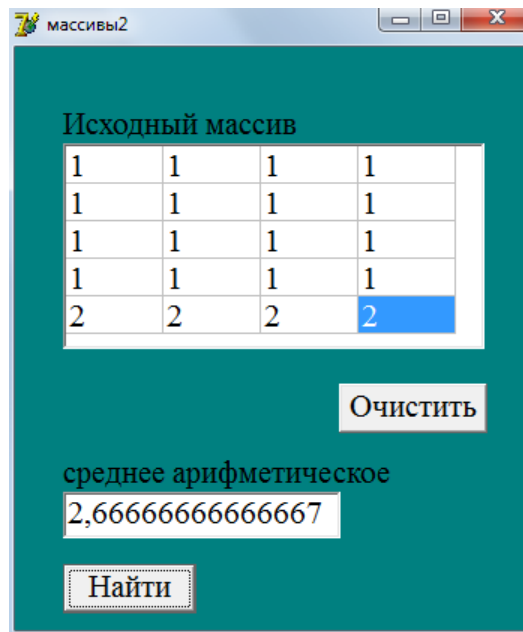 массивы2
Исходный массив
1 1 1 1
1 1 1 1
1 1 1 1
1 1 1 1
2 2 2 2
Очистить
среднее арифметическое
2,66666666666667
Найти